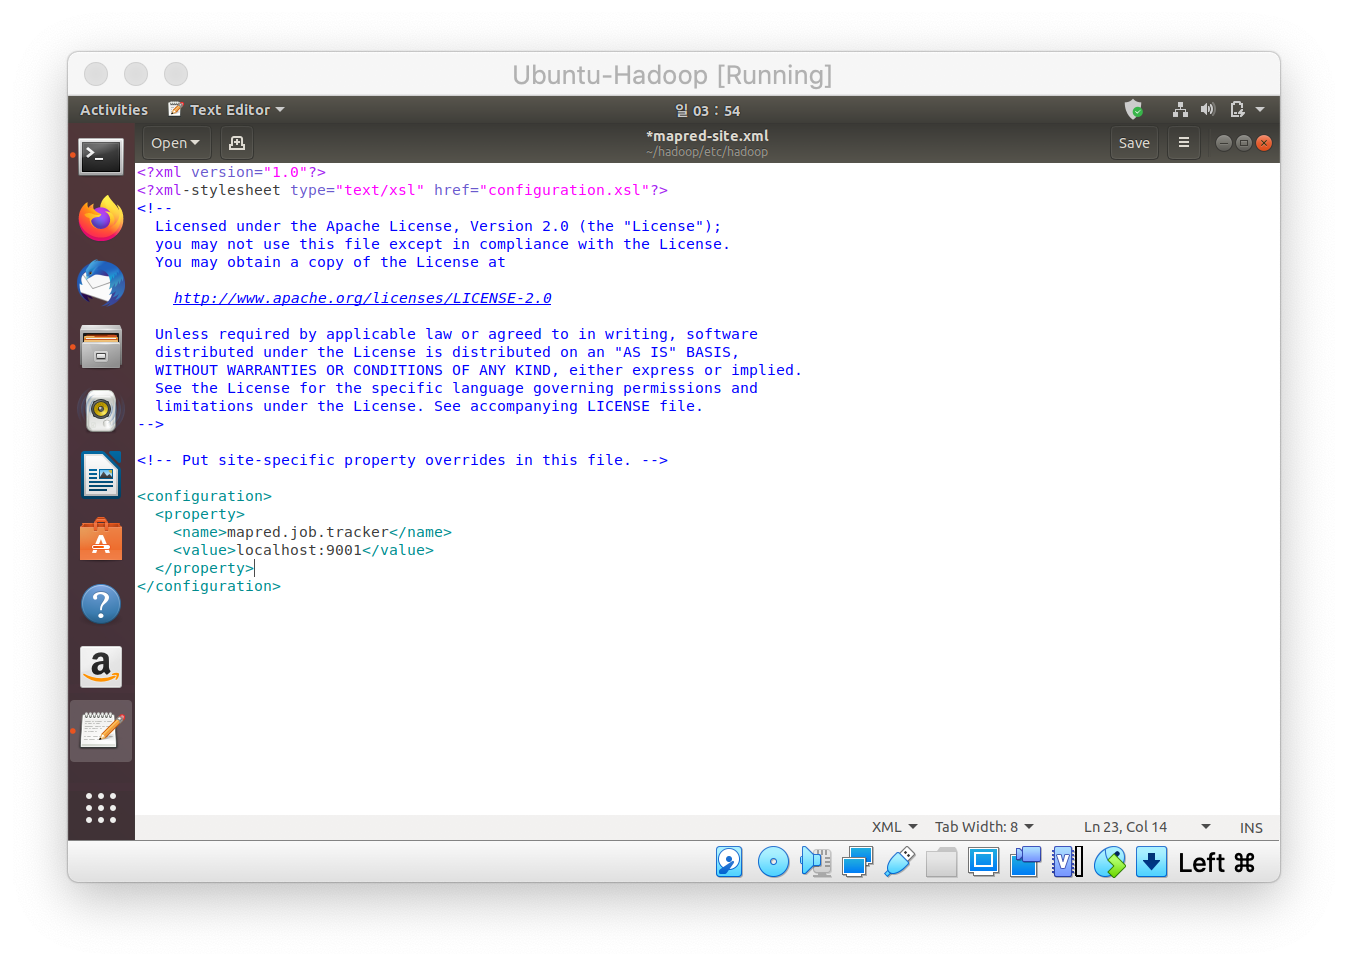 Ubuntu-Hadoop [Running]
Activities Text Editor 일 03 : 54
Open *mapred-site.xml Save
~/hadoop/etc/hadoop
<?xml version="1.0"?>
<?xml-stylesheet type="text/xsl" href="configuration.xsl"?>
<!--
  Licensed under the Apache License, Version 2.0 (the "License");
  you may not use this file except in compliance with the License.
  You may obtain a copy of the License at

    http://www.apache.org/licenses/LICENSE-2.0

  Unless required by applicable law or agreed to in writing, software
  distributed under the License is distributed on an "AS IS" BASIS,
  WITHOUT WARRANTIES OR CONDITIONS OF ANY KIND, either express or implied.
  See the License for the specific language governing permissions and
  limitations under the License. See accompanying LICENSE file.
-->

<!-- Put site-specific property overrides in this file. -->

<configuration>
  <property>
    <name>mapred.job.tracker</name>
    <value>localhost:9001</value>
  </property>
</configuration>
XML Tab Width: 8 Ln 23, Col 14 INS
Left ⌘